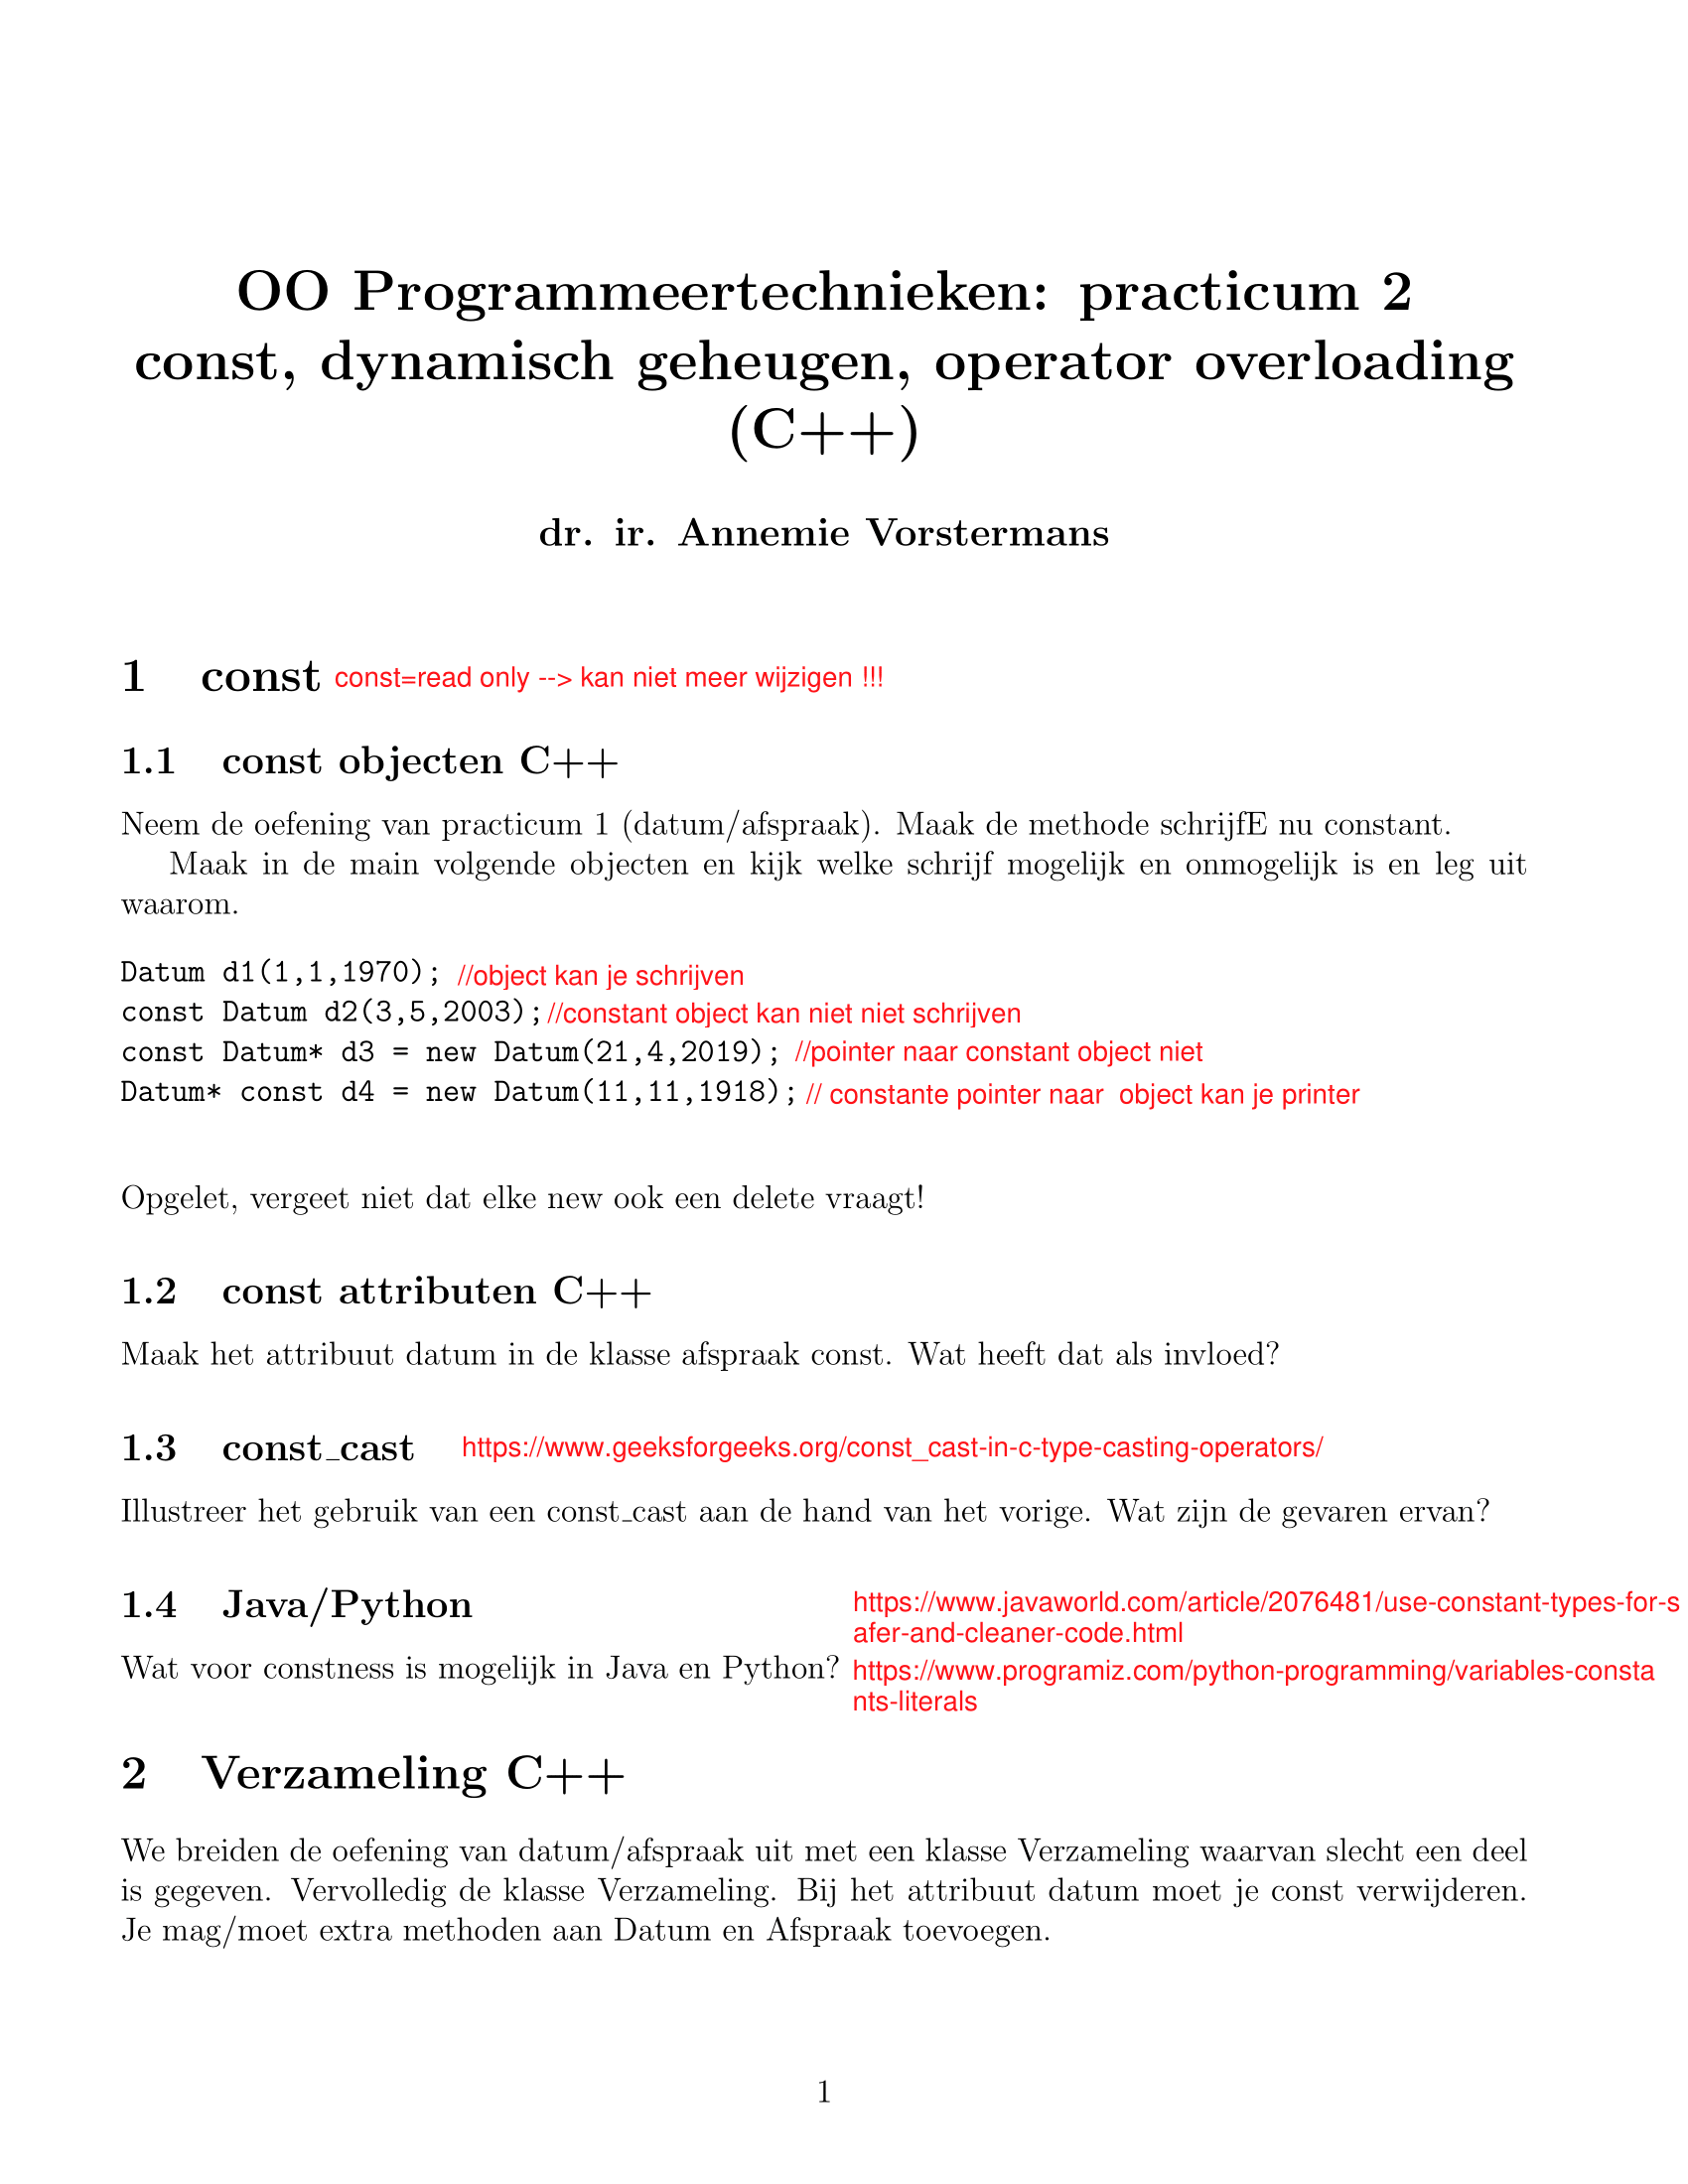 OO Programmeertechnieken: practicum 2
const, dynamisch geheugen, operator overloading
(C++)
dr. ir. Annemie Vorstermans
1 const const=read only --> kan niet meer wijzigen !!!
1.1 const objecten C++
Neem de oefening van practicum 1 (datum/afspraak). Maak de methode schrijfE nu constant.
Maak in de main volgende objecten en kijk welke schrijf mogelijk en onmogelijk is en leg uit
waarom.
Datum d1(1,1,1970); //object kan je schrijven
const Datum d2(3,5,2003); //constant object kan niet niet schrijven
const Datum* d3 = new Datum(21,4,2019); //pointer naar constant object niet
Datum* const d4 = new Datum(11,11,1918); // constante pointer naar object kan je printer
Opgelet, vergeet niet dat elke new ook een delete vraagt!
1.2 const attributen C++
Maak het attribuut datum in de klasse afspraak const. Wat heeft dat als invloed?
1.3 const_cast https://www.geeksforgeeks.org/const_cast-in-c-type-casting-operators/
Illustreer het gebruik van een const_cast aan de hand van het vorige. Wat zijn de gevaren ervan?
1.4 Java/Python https://www.javaworld.com/article/2076481/use-constant-types-for-s
afer-and-cleaner-code.html
Wat voor constness is mogelijk in Java en Python? https://www.programiz.com/python-programming/variables-consta
nts-literals
2 Verzameling C++
We breiden de oefening van datum/afspraak uit met een klasse Verzameling waarvan slecht een deel
is gegeven. Vervolledig de klasse Verzameling. Bij het attribuut datum moet je const verwijderen.
Je mag/moet extra methoden aan Datum en Afspraak toevoegen.
1